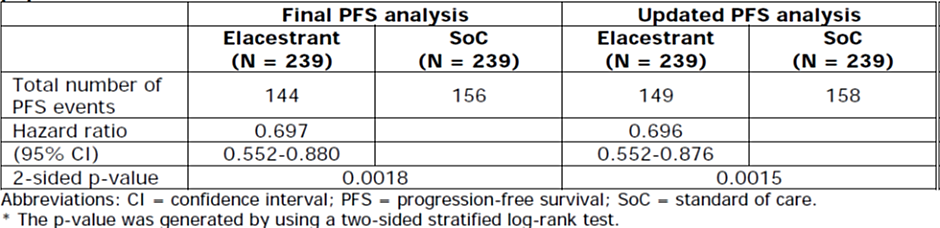 Final PFS analysis Updated PFS analysis
Elacestrant (N = 239) SoC (N = 239) Elacestrant (N = 239) SoC (N = 239)
Total number of PFS events 144 156 149 158
Hazard ratio 0.697 0.696
(95% CI) 0.552-0.880 0.552-0.876
2-sided p-value 0.0018 0.0015
Abbreviations: CI = confidence interval; PFS = progression-free survival; SoC = standard of care.
* The p-value was generated by using a two-sided stratified log-rank test.